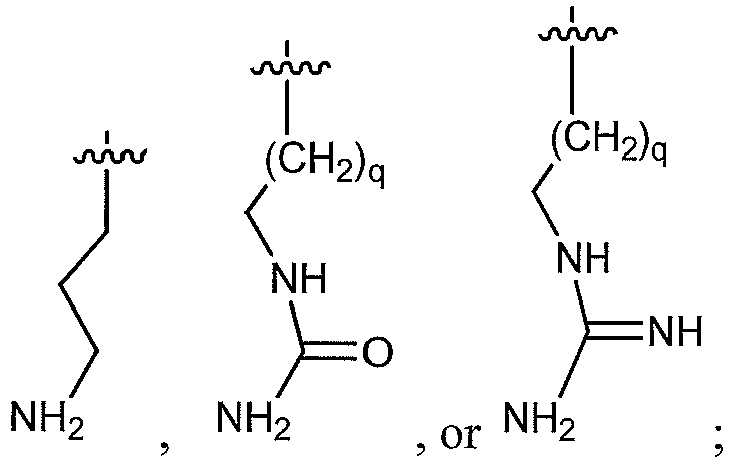 (CH2)q
(CH2)q
NH
NH
O
NH
NH2 , NH2 , or NH2 ;